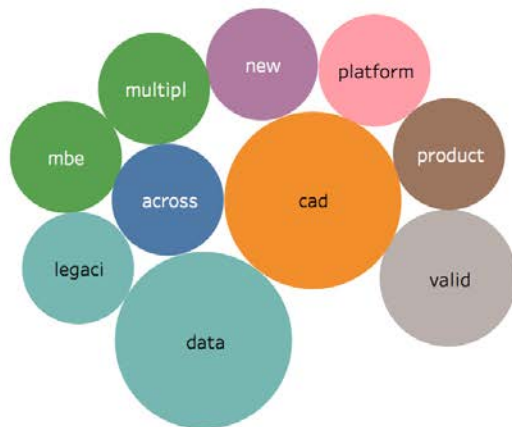 new
platform
multipl
mbe
product
across
cad
legaci
valid
data